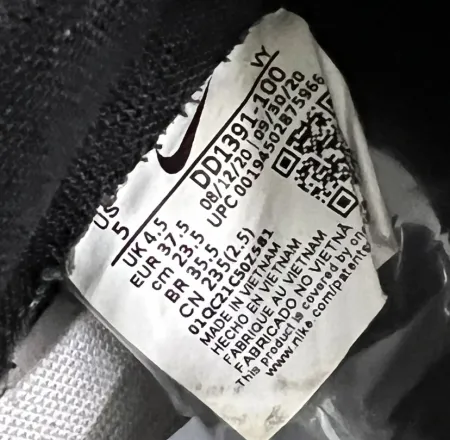 VY
DD1391-100
08/12/20 | 09/30/20
UPC 00194502875966
US
5
UK 4.5
EUR 37.5
cm 23.5
BR 35.5
CN 235(2.5)
MADE IN VIETNAM
HECHO EN VIETNAM
FABRIQUE AU VIETNAM
FABRICADO NO VIETNA
This product is covered by on
www.nike.com/patents